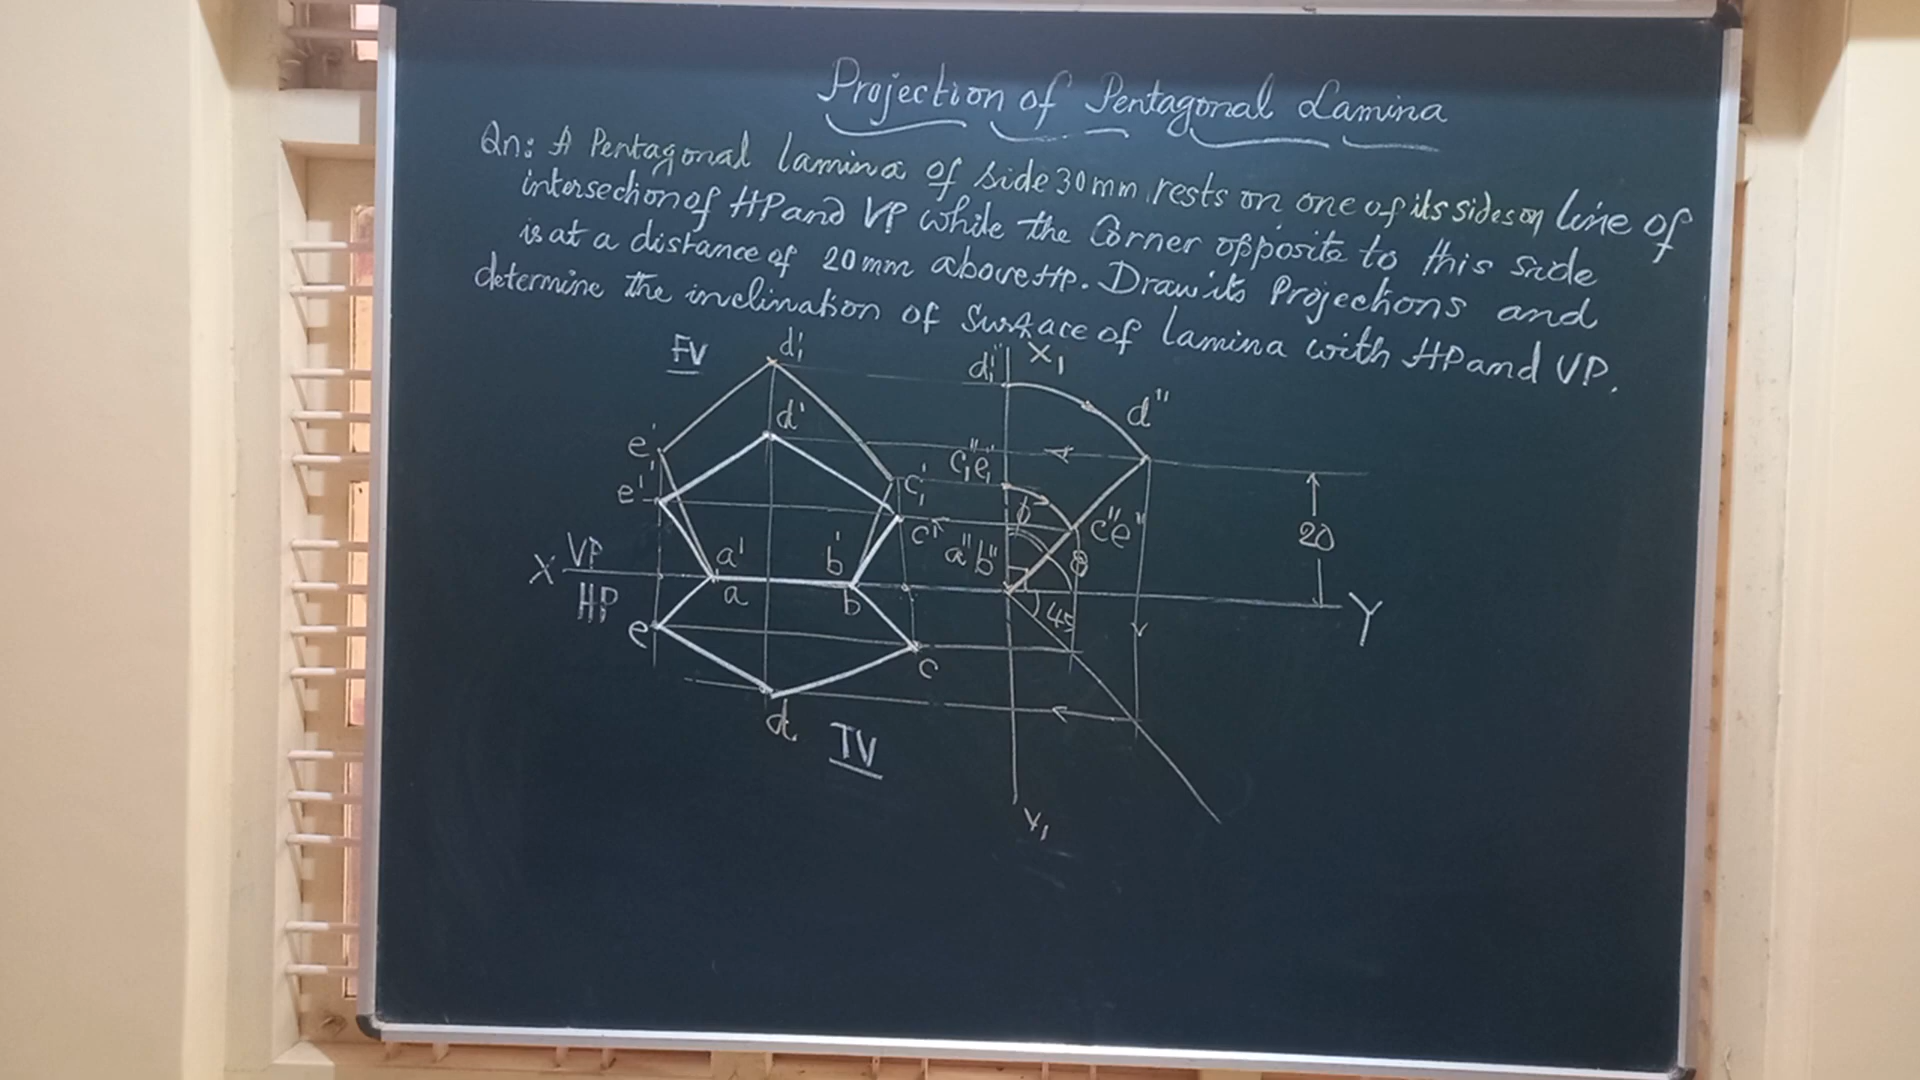 Projection of Pentagonal Lamina
Qn: A Pentagonal lamina of side 30mm, rests on one of its sides on line of
intersection of HP and VP while the Corner opposite to this Side
is at a distance of 20mm above HP. Draw its Projections and
determine the inclination of Surface of lamina with HP and VP.
FV
d₁'
d₁"
X₁
d"
d'
e₁'
c₁"e₁"
e'
c₁'
c'
ϕ
c"e"
20
VP
a'
b'
a"b"
θ
X
HP
a
b
45
Y
e
c
d
TV
Y₁